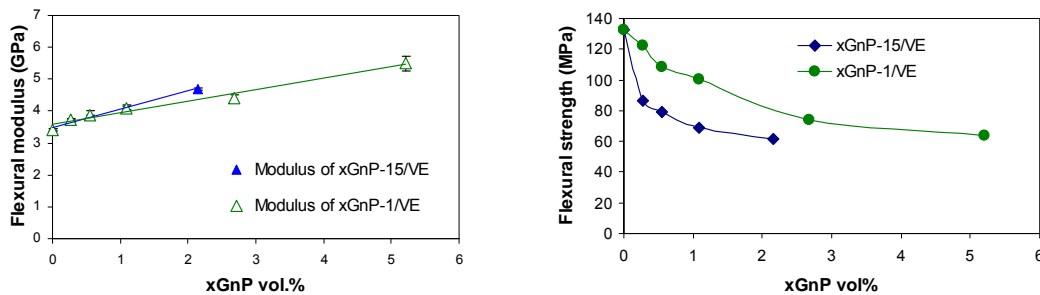 Flexural modulus (GPa)
7
6
5
4
3
2
1
0
Modulus of xGnP-15/VE
Modulus of xGnP-1/VE
0 1 2 3 4 5 6
xGnP vol.%
Flexural strength (MPa)
140
120
100
80
60
40
20
0
xGnP-15/VE
xGnP-1/VE
0 1 2 3 4 5 6
xGnP vol%